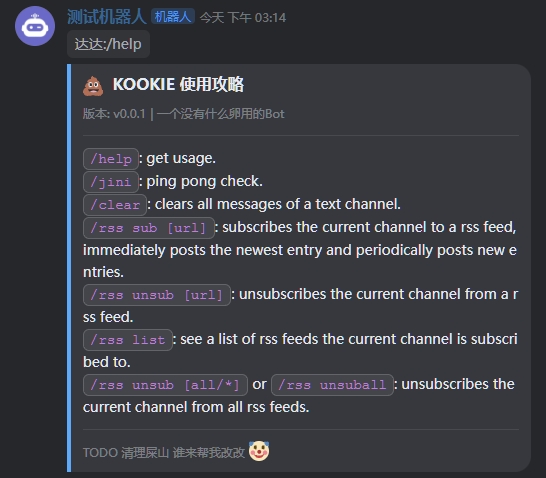 测试机器人 机器人 今天 下午 03:14
达达:/help
💩 KOOKIE 使用攻略
版本: v0.0.1 | 一个没有什么卵用的Bot
/help: get usage.
/jini: ping pong check.
/clear: clears all messages of a text channel.
/rss sub [url]: subscribes the current channel to a rss feed,
immediately posts the newest entry and periodically posts new e
ntries.
/rss unsub [url]: unsubscribes the current channel from a r
ss feed.
/rss list: see a list of rss feeds the current channel is subscri
bed to.
/rss unsub [all/*] or /rss unsuball: unsubscribes the
current channel from all rss feeds.
TODO 清理屎山 谁来帮我改改 🤡